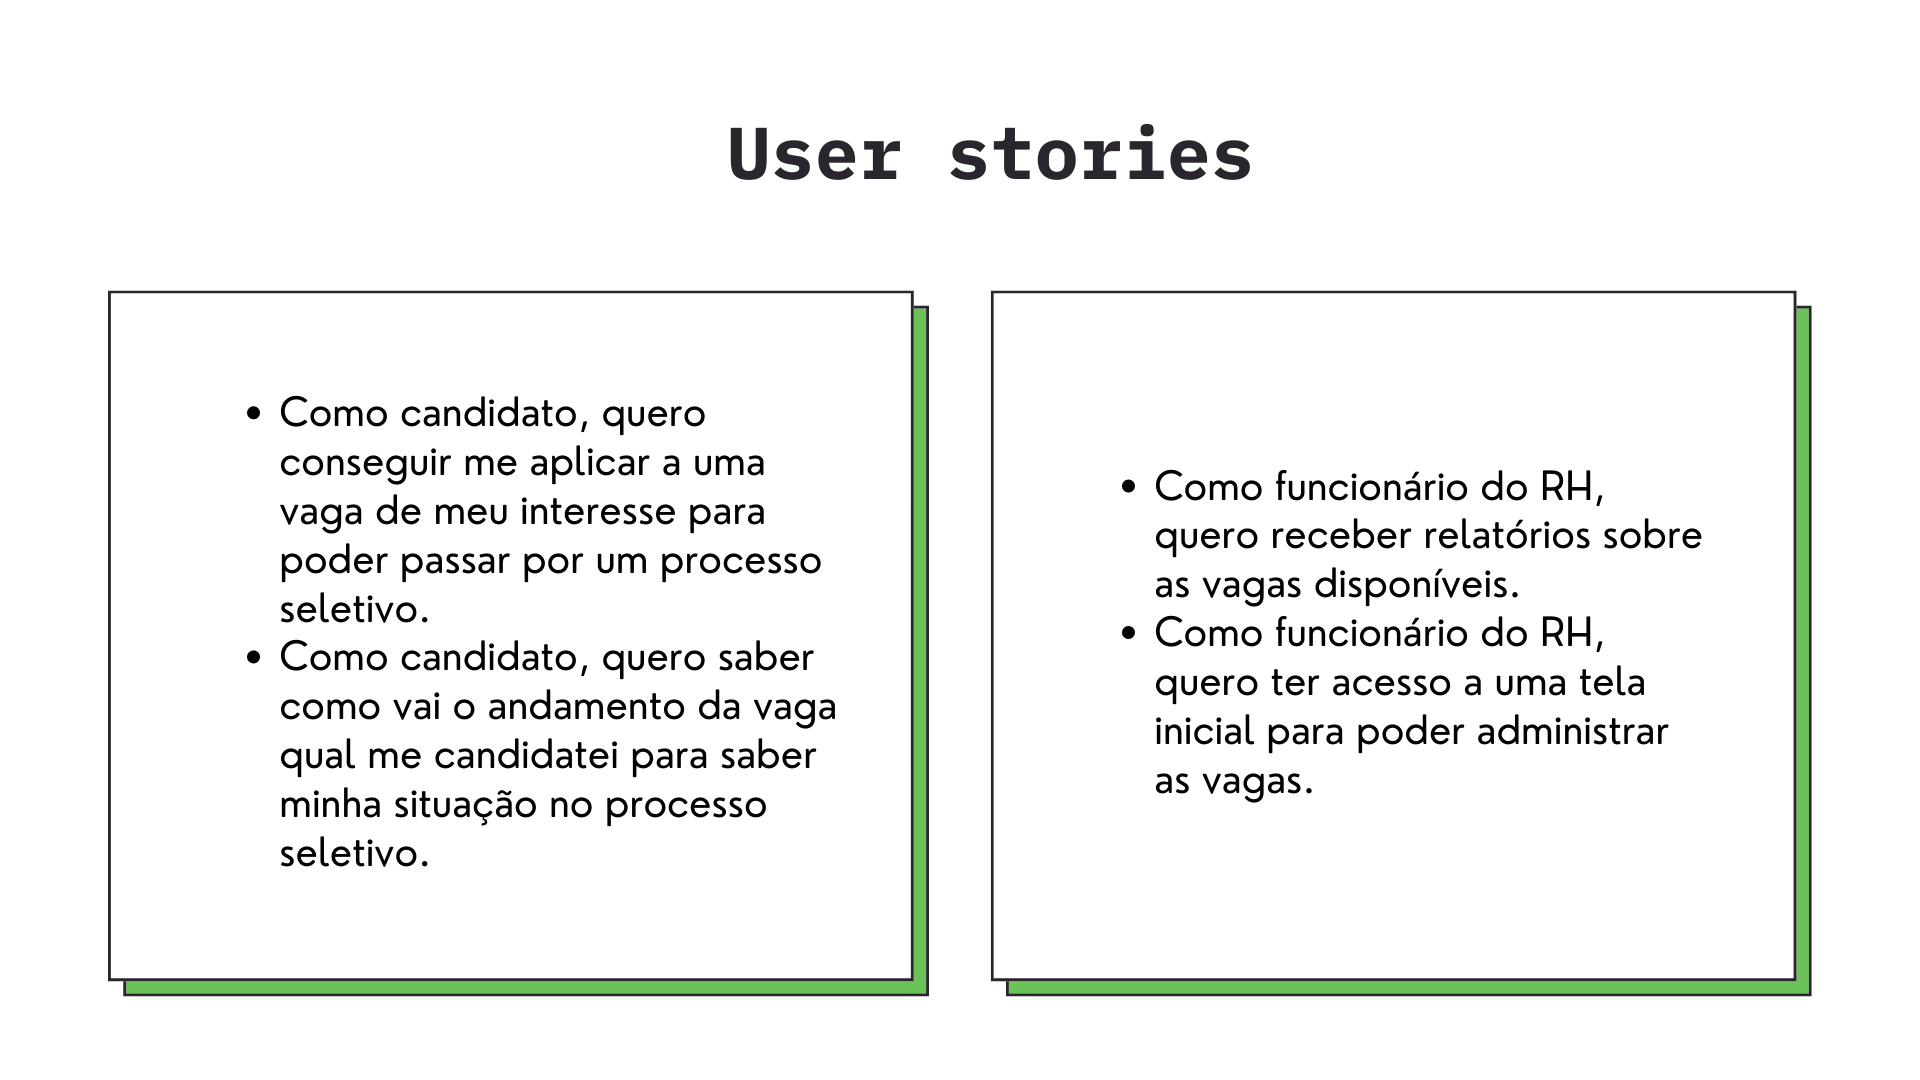 User stories
• Como candidato, quero
conseguir me aplicar a uma
vaga de meu interesse para
poder passar por um processo
seletivo.
• Como candidato, quero saber
como vai o andamento da vaga
qual me candidatei para saber
minha situação no processo
seletivo.
• Como funcionário do RH,
quero receber relatórios sobre
as vagas disponíveis.
• Como funcionário do RH,
quero ter acesso a uma tela
inicial para poder administrar
as vagas.